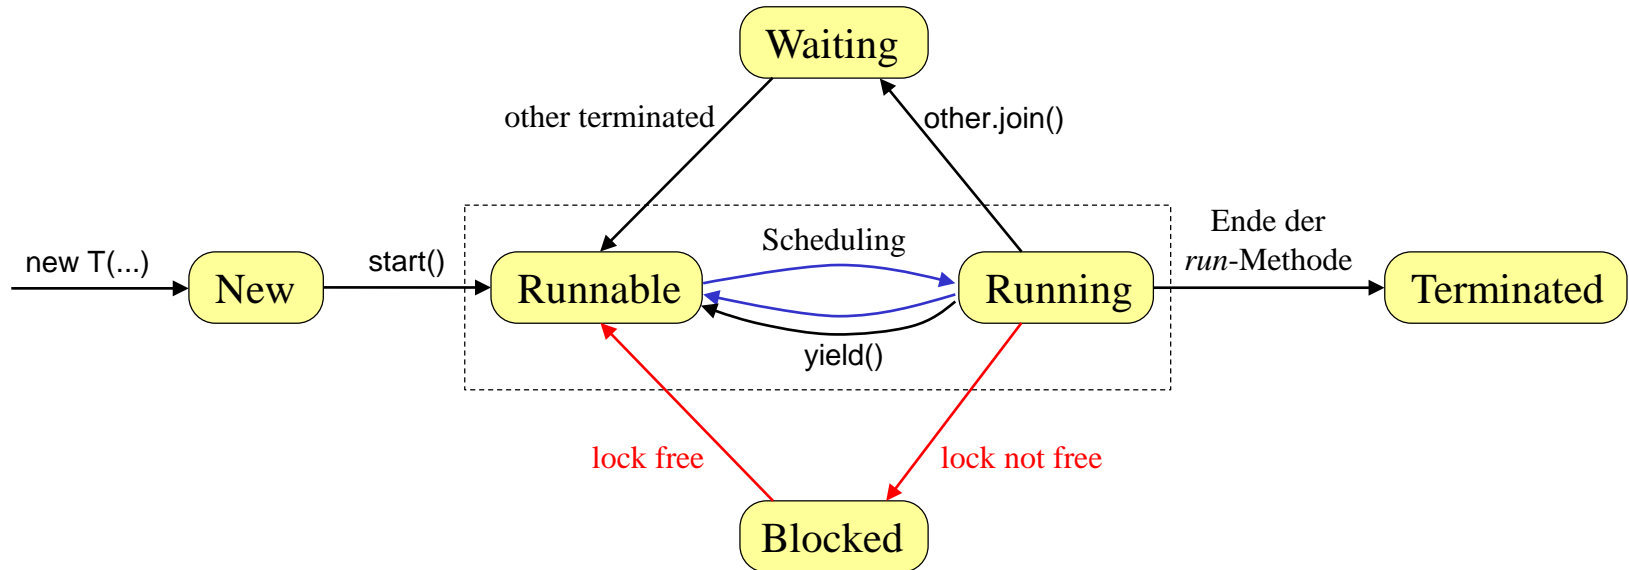 Waiting
other terminated
other.join()
Ende der
run-Methode
Scheduling
new T(...)
start()
New
Runnable
Running
Terminated
yield()
lock free
lock not free
Blocked